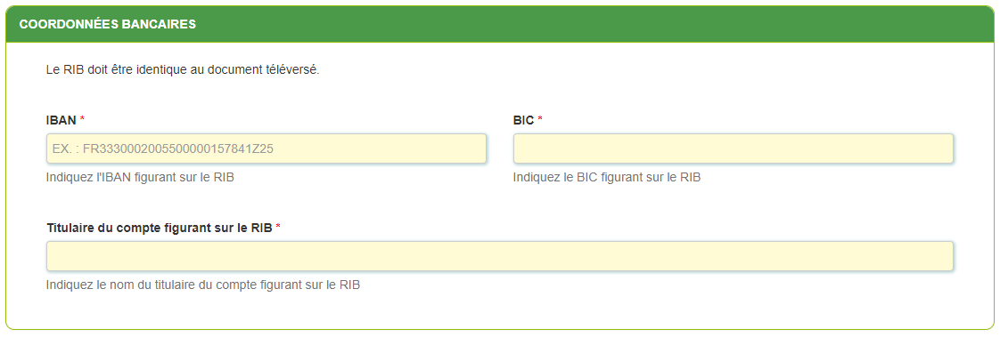 COORDONNÉES BANCAIRES
Le RIB doit être identique au document téléversé.
IBAN *
BIC *
EX. : FR3330002005500000157841Z25
Indiquez l'IBAN figurant sur le RIB
Indiquez le BIC figurant sur le RIB
Titulaire du compte figurant sur le RIB *
Indiquez le nom du titulaire du compte figurant sur le RIB